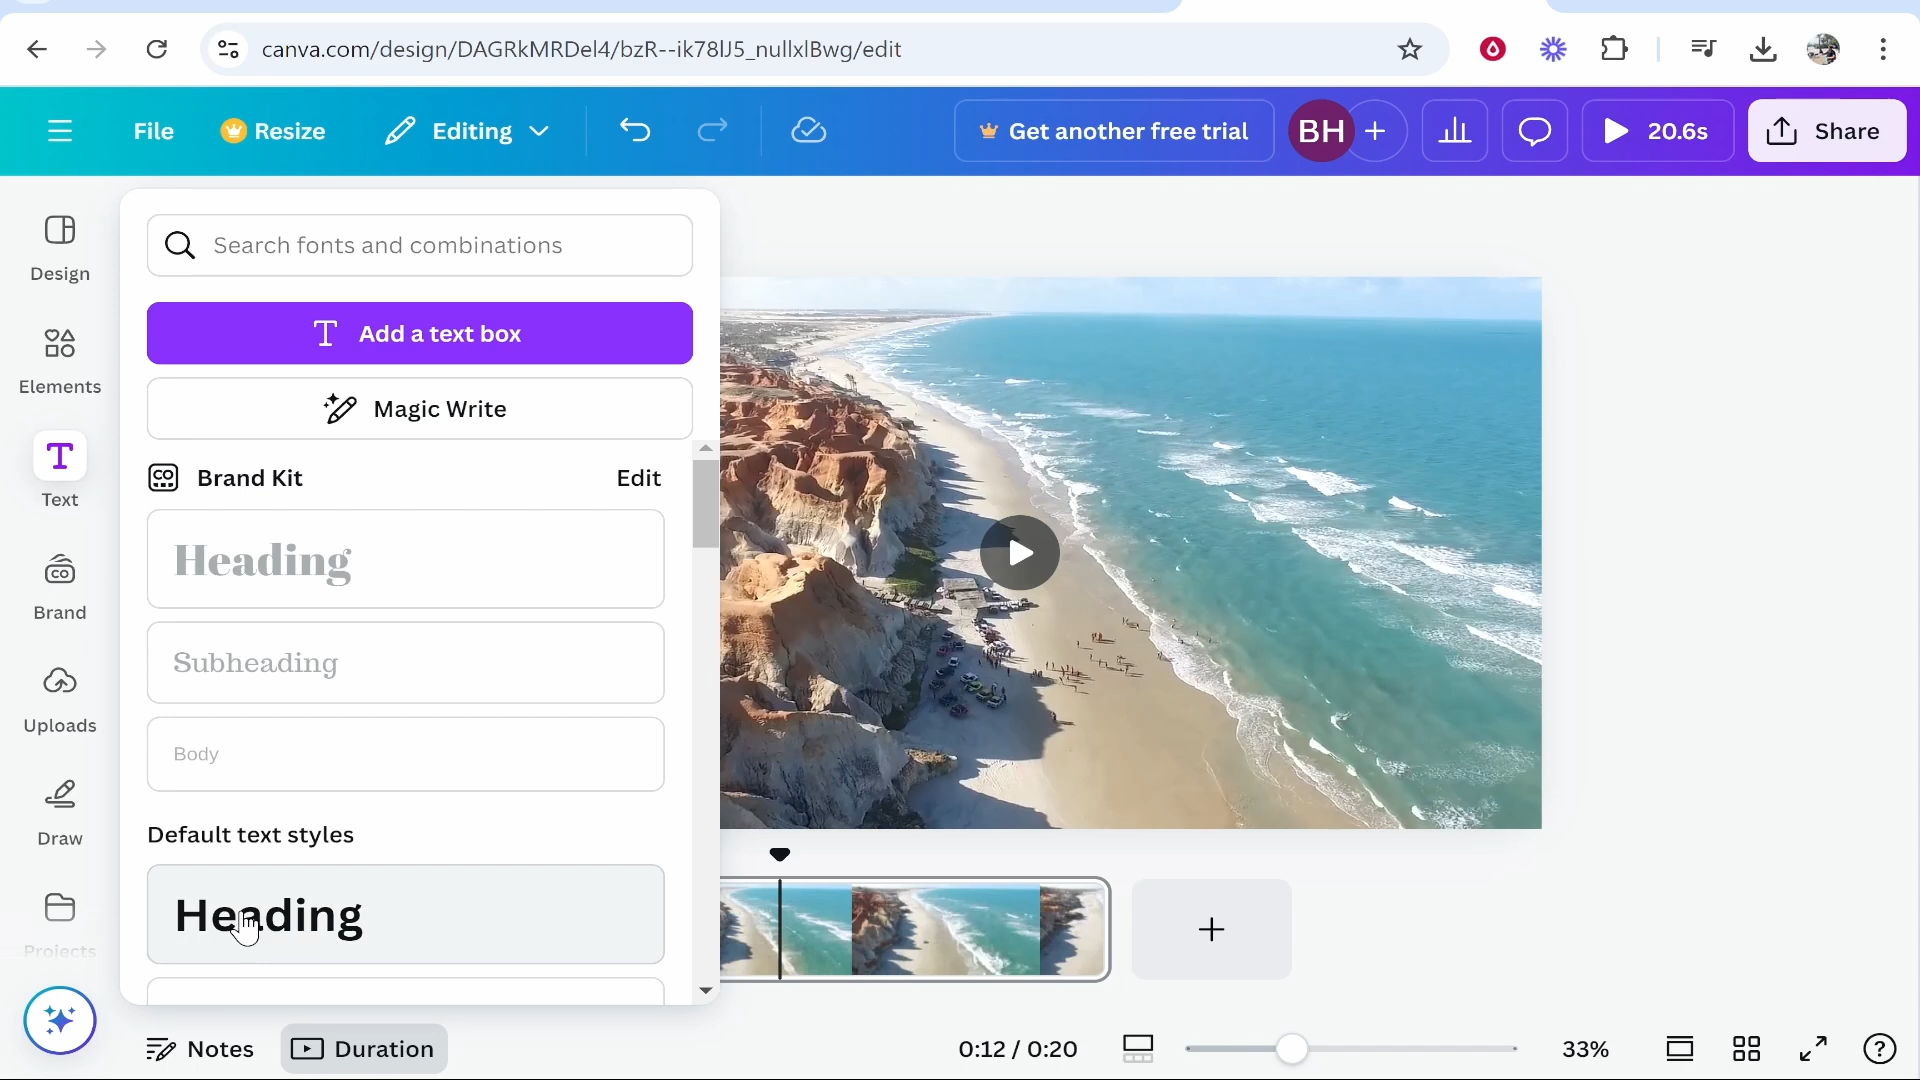 canva.com/design/DAGRkMRDel4/bzR--ik78lJ5_nullxlBwg/edit
File
Resize
Editing
Get another free trial
BH
20.6s
Share
Design
Elements
Text
Brand
Uploads
Draw
Projects
Search fonts and combinations
Add a text box
Magic Write
Brand Kit
Edit
Heading
Subheading
Body
Default text styles
Heading
Notes
Duration
0:12 / 0:20
33%